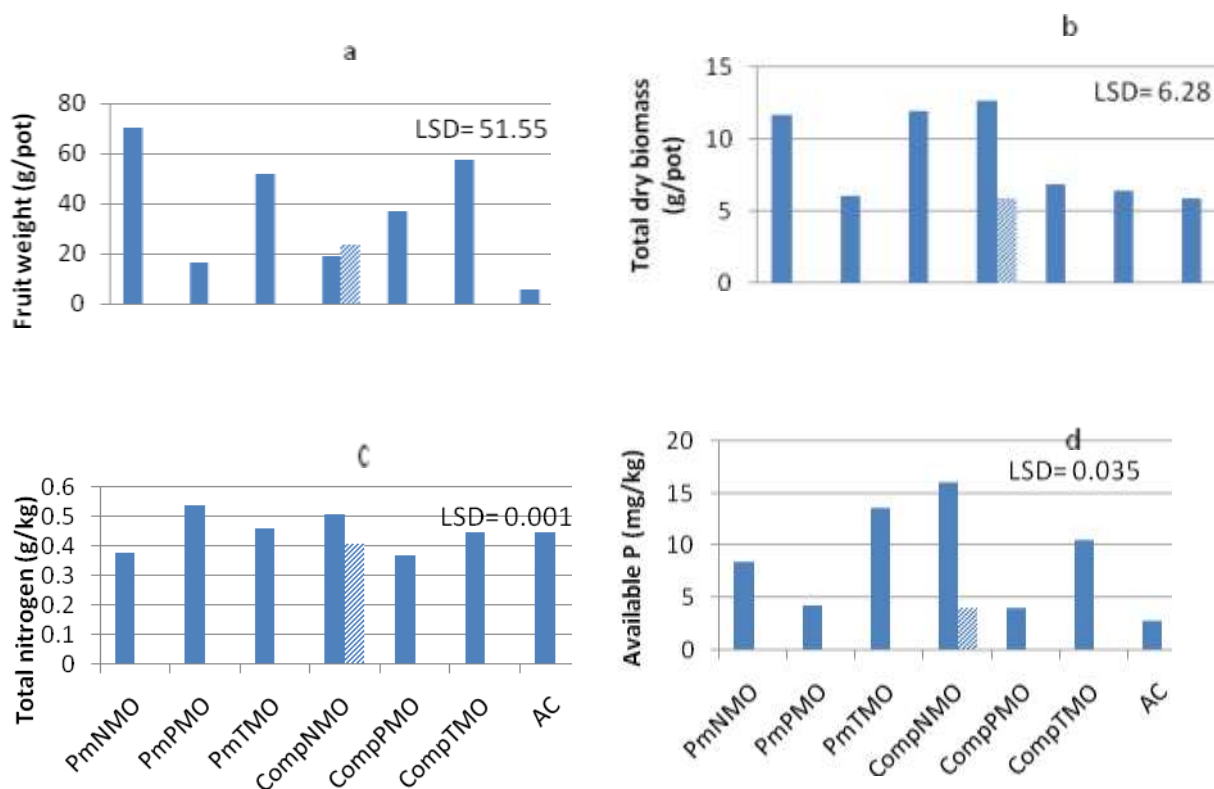 a
Fruit weight (g/pot)
80
60
40
20
0
LSD= 51.55
b
Total dry biomass
(g/pot)
15
10
5
0
LSD= 6.28
c
Total nitrogen (g/kg)
0.6
0.5
0.4
0.3
0.2
0.1
0
LSD= 0.001
PmNMO
PmPMO
PmTMO
CompNMO
CompPMO
CompTMO
AC
d
Available P (mg/kg)
20
15
10
5
0
LSD= 0.035
PmNMO
PmPMO
PmTMO
CompNMO
CompPMO
CompTMO
AC